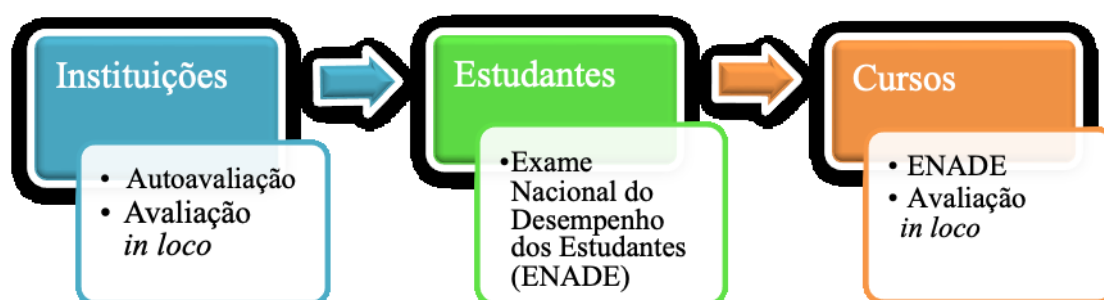 Instituições
• Autoavaliação
• Avaliação
in loco
Estudantes
•Exame
Nacional do
Desempenho
dos Estudantes
(ENADE)
Cursos
• ENADE
• Avaliação
in loco